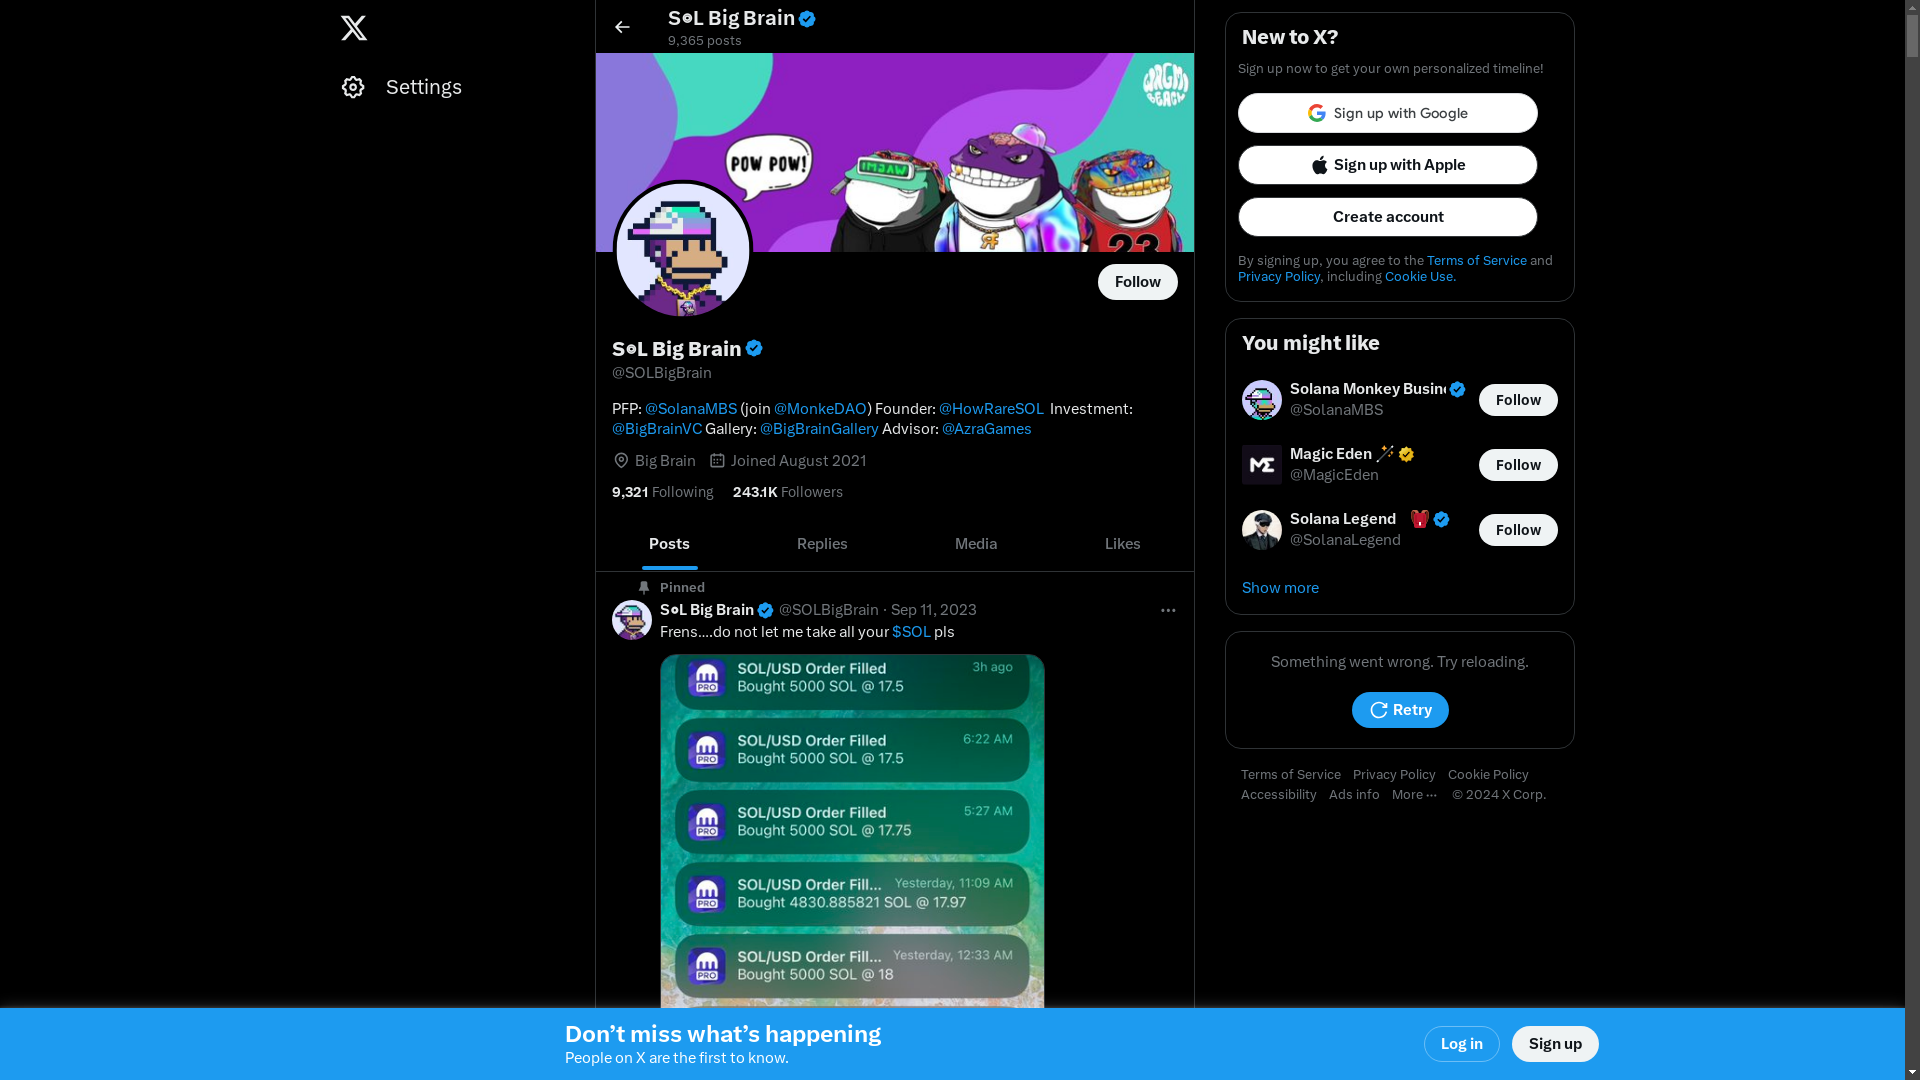 Settings
S◎L Big Brain
9,365 posts
WAGMI BEACH
POW POW!
IMGAW
23
Follow
S◎L Big Brain
@SOLBigBrain
PFP: @SolanaMBS (join @MonkeDAO) Founder: @HowRareSOL Investment:
@BigBrainVC Gallery: @BigBrainGallery Advisor: @AzraGames
Big Brain Joined August 2021
9,321 Following 243.1K Followers
Posts Replies Media Likes
Pinned
S◎L Big Brain @SOLBigBrain · Sep 11, 2023
Frens....do not let me take all your $SOL pls
SOL/USD Order Filled 3h ago
PRO Bought 5000 SOL @ 17.5
SOL/USD Order Filled 6:22 AM
PRO Bought 5000 SOL @ 17.5
SOL/USD Order Filled 5:27 AM
PRO Bought 5000 SOL @ 17.75
SOL/USD Order Fill... Yesterday, 11:09 AM
PRO Bought 4830.885821 SOL @ 17.97
SOL/USD Order Fill... Yesterday, 12:33 AM
PRO Bought 5000 SOL @ 18
New to X?
Sign up now to get your own personalized timeline!
Sign up with Google
Sign up with Apple
Create account
By signing up, you agree to the Terms of Service and
Privacy Policy, including Cookie Use.
You might like
Solana Monkey Busin
@SolanaMBS
Follow
Magic Eden
@MagicEden
Follow
Solana Legend
@SolanaLegend
Follow
Show more
Something went wrong. Try reloading.
Retry
Terms of Service Privacy Policy Cookie Policy
Accessibility Ads info More ··· © 2024 X Corp.
Don’t miss what’s happening
People on X are the first to know.
Log in Sign up